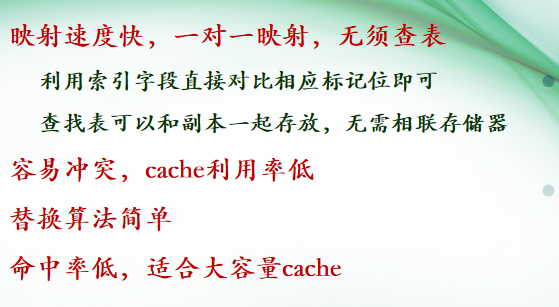 映射速度快，一对一映射，无须查表
利用索引字段直接对比相应标记位即可
查找表可以和副本一起存放，无需相联存储器
容易冲突，cache利用率低
替换算法简单
命中率低，适合大容量cache